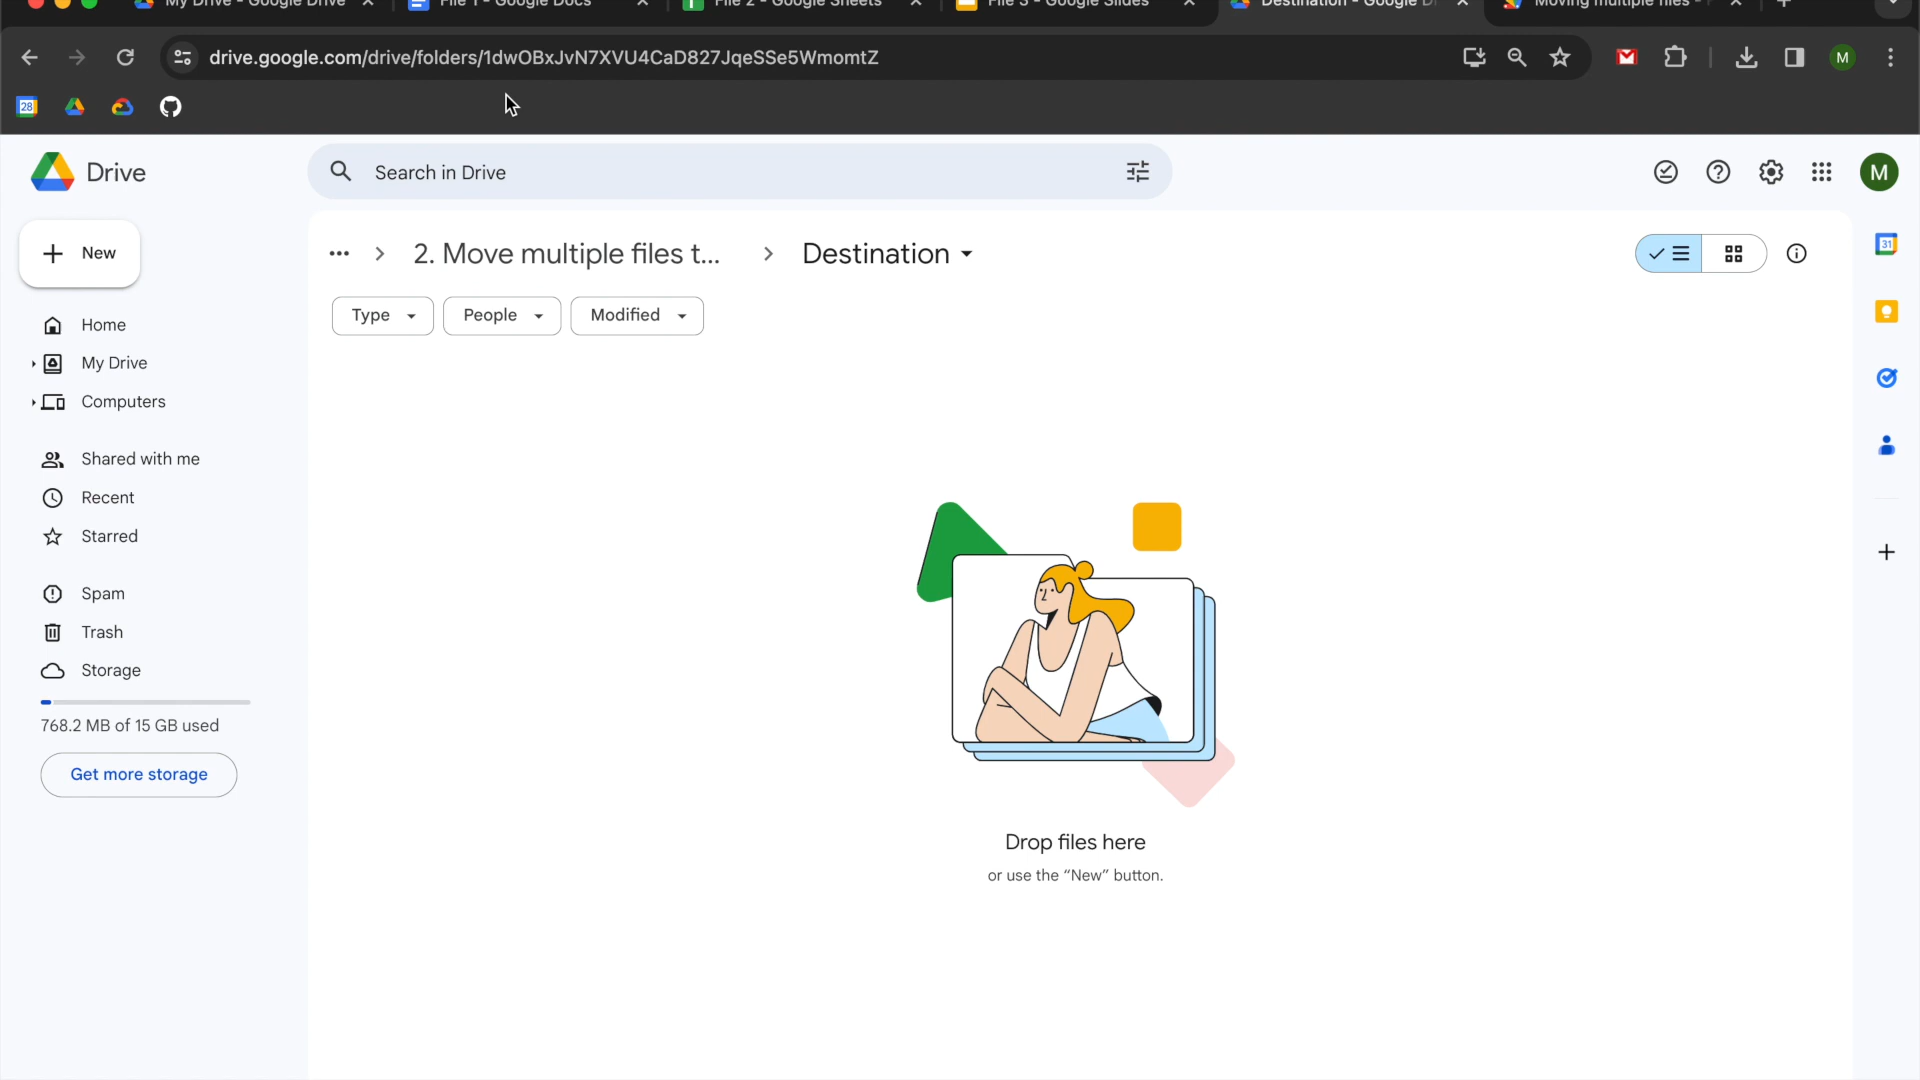 My Drive - Google Drive
File 1 - Google Docs
File 2 - Google Sheets
File 3 - Google Slides
Destination - Google D
Moving multiple files -
drive.google.com/drive/folders/1dwOBxJvN7XVU4CaD827JqeSSe5WmomtZ
M
28
Drive
Search in Drive
M
New
... > 2. Move multiple files t... > Destination
31
Type
People
Modified
Home
My Drive
Computers
Shared with me
Recent
Starred
Spam
Trash
Storage
768.2 MB of 15 GB used
Get more storage
Drop files here
or use the “New” button.